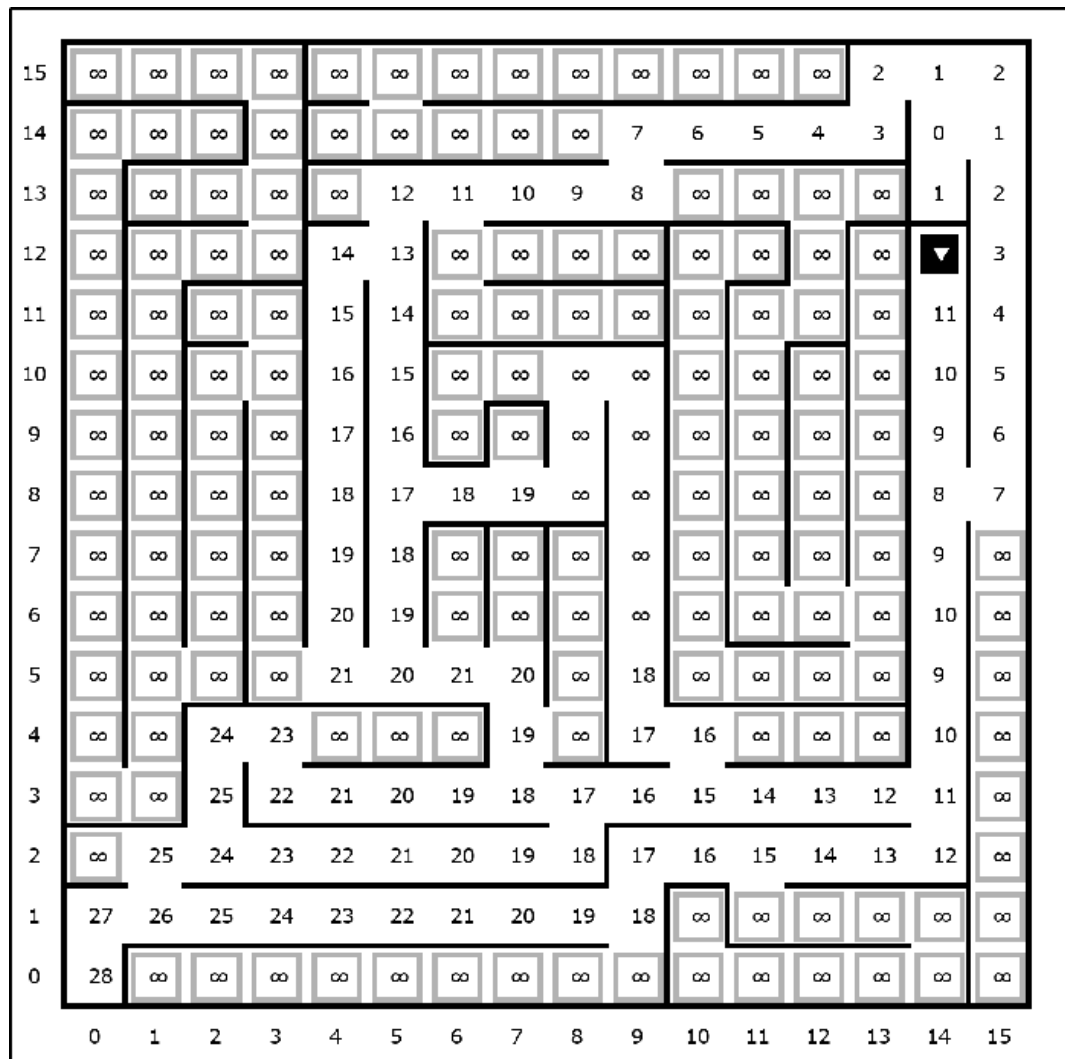 15 ∞ ∞ ∞ ∞ ∞ ∞ ∞ ∞ ∞ ∞ ∞ ∞ ∞ 2 1 2
14 ∞ ∞ ∞ ∞ ∞ ∞ ∞ ∞ ∞ 7 6 5 4 3 0 1
13 ∞ ∞ ∞ ∞ ∞ 12 11 10 9 8 ∞ ∞ ∞ ∞ 1 2
12 ∞ ∞ ∞ ∞ 14 13 ∞ ∞ ∞ ∞ ∞ ∞ ∞ ∞ ▼ 3
11 ∞ ∞ ∞ ∞ 15 14 ∞ ∞ ∞ ∞ ∞ ∞ ∞ ∞ 11 4
10 ∞ ∞ ∞ ∞ 16 15 ∞ ∞ ∞ ∞ ∞ ∞ ∞ ∞ 10 5
9 ∞ ∞ ∞ ∞ 17 16 ∞ ∞ ∞ ∞ ∞ ∞ ∞ ∞ 9 6
8 ∞ ∞ ∞ ∞ 18 17 18 19 ∞ ∞ ∞ ∞ ∞ ∞ 8 7
7 ∞ ∞ ∞ ∞ 19 18 ∞ ∞ ∞ ∞ ∞ ∞ ∞ ∞ 9 ∞
6 ∞ ∞ ∞ ∞ 20 19 ∞ ∞ ∞ ∞ ∞ ∞ ∞ ∞ 10 ∞
5 ∞ ∞ ∞ ∞ 21 20 21 20 ∞ 18 ∞ ∞ ∞ ∞ 9 ∞
4 ∞ ∞ 24 23 ∞ ∞ ∞ 19 ∞ 17 16 ∞ ∞ ∞ 10 ∞
3 ∞ ∞ 25 22 21 20 19 18 17 16 15 14 13 12 11 ∞
2 ∞ 25 24 23 22 21 20 19 18 17 16 15 14 13 12 ∞
1 27 26 25 24 23 22 21 20 19 18 ∞ ∞ ∞ ∞ ∞ ∞
0 28 ∞ ∞ ∞ ∞ ∞ ∞ ∞ ∞ ∞ ∞ ∞ ∞ ∞ ∞ ∞
0 1 2 3 4 5 6 7 8 9 10 11 12 13 14 15